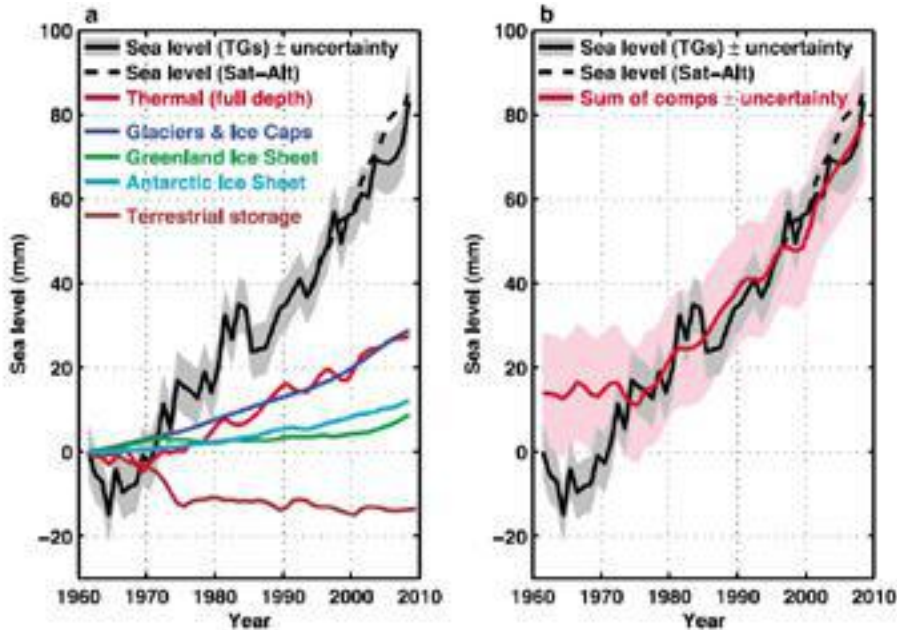 a
Sea level (TGs) ± uncertainty
Sea level (Sat-Alt)
Thermal (full depth)
Glaciers & Ice Caps
Greenland Ice Sheet
Antarctic Ice Sheet
Terrestrial storage
100
80
60
40
20
0
-20
Sea level (mm)
1960 1970 1980 1990 2000 2010
Year
b
Sea level (TGs) ± uncertainty
Sea level (Sat-Alt)
Sum of comps ± uncertainty
100
80
60
40
20
0
-20
Sea level (mm)
1960 1970 1980 1990 2000 2010
Year